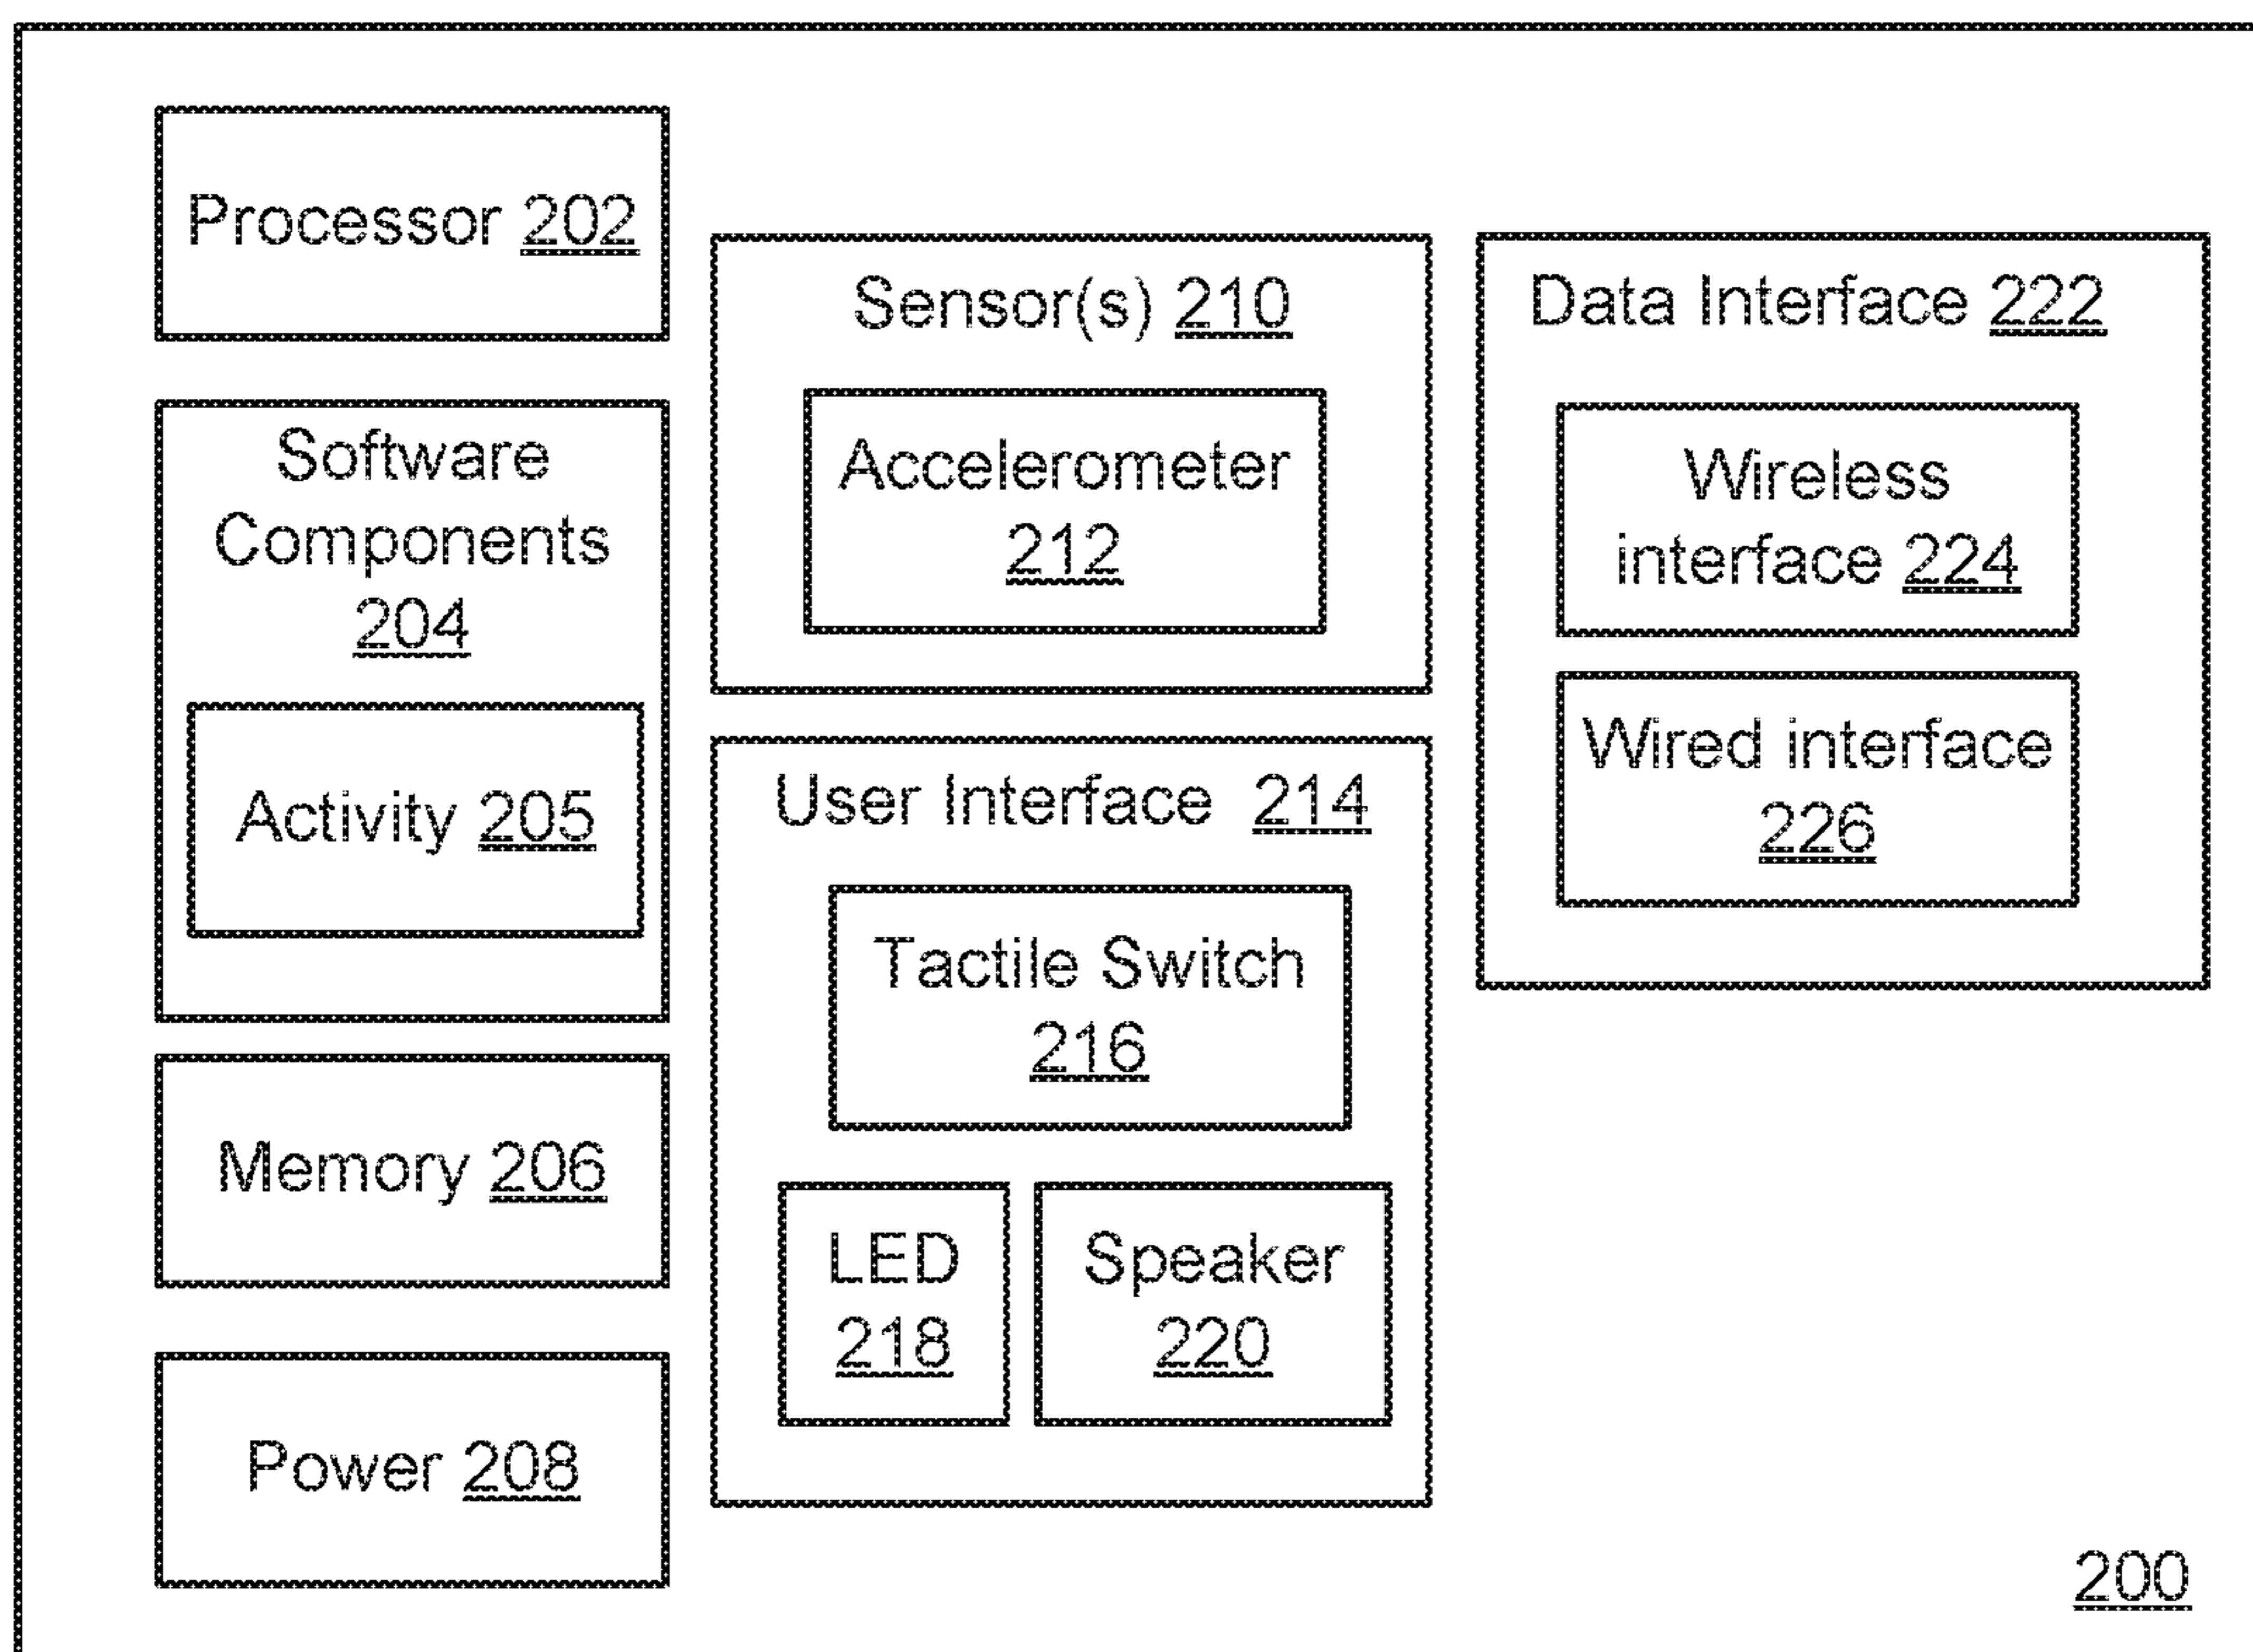 Processor 202
Software
Components
204
Activity 205
Memory 206
Power 208
Sensor(s) 210
Accelerometer
212
User Interface 214
Tactile Switch
216
LED
218
Speaker
220
Data Interface 222
Wireless
interface 224
Wired interface
226
200